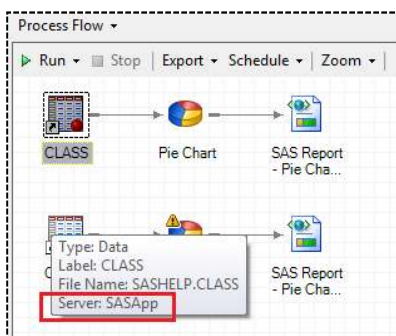 Process Flow
Run Stop Export Schedule Zoom
CLASS Pie Chart SAS Report
- Pie Cha...
Type: Data
Label: CLASS
File Name: SASHELP.CLASS
Server: SASApp
SAS Report
- Pie Cha...